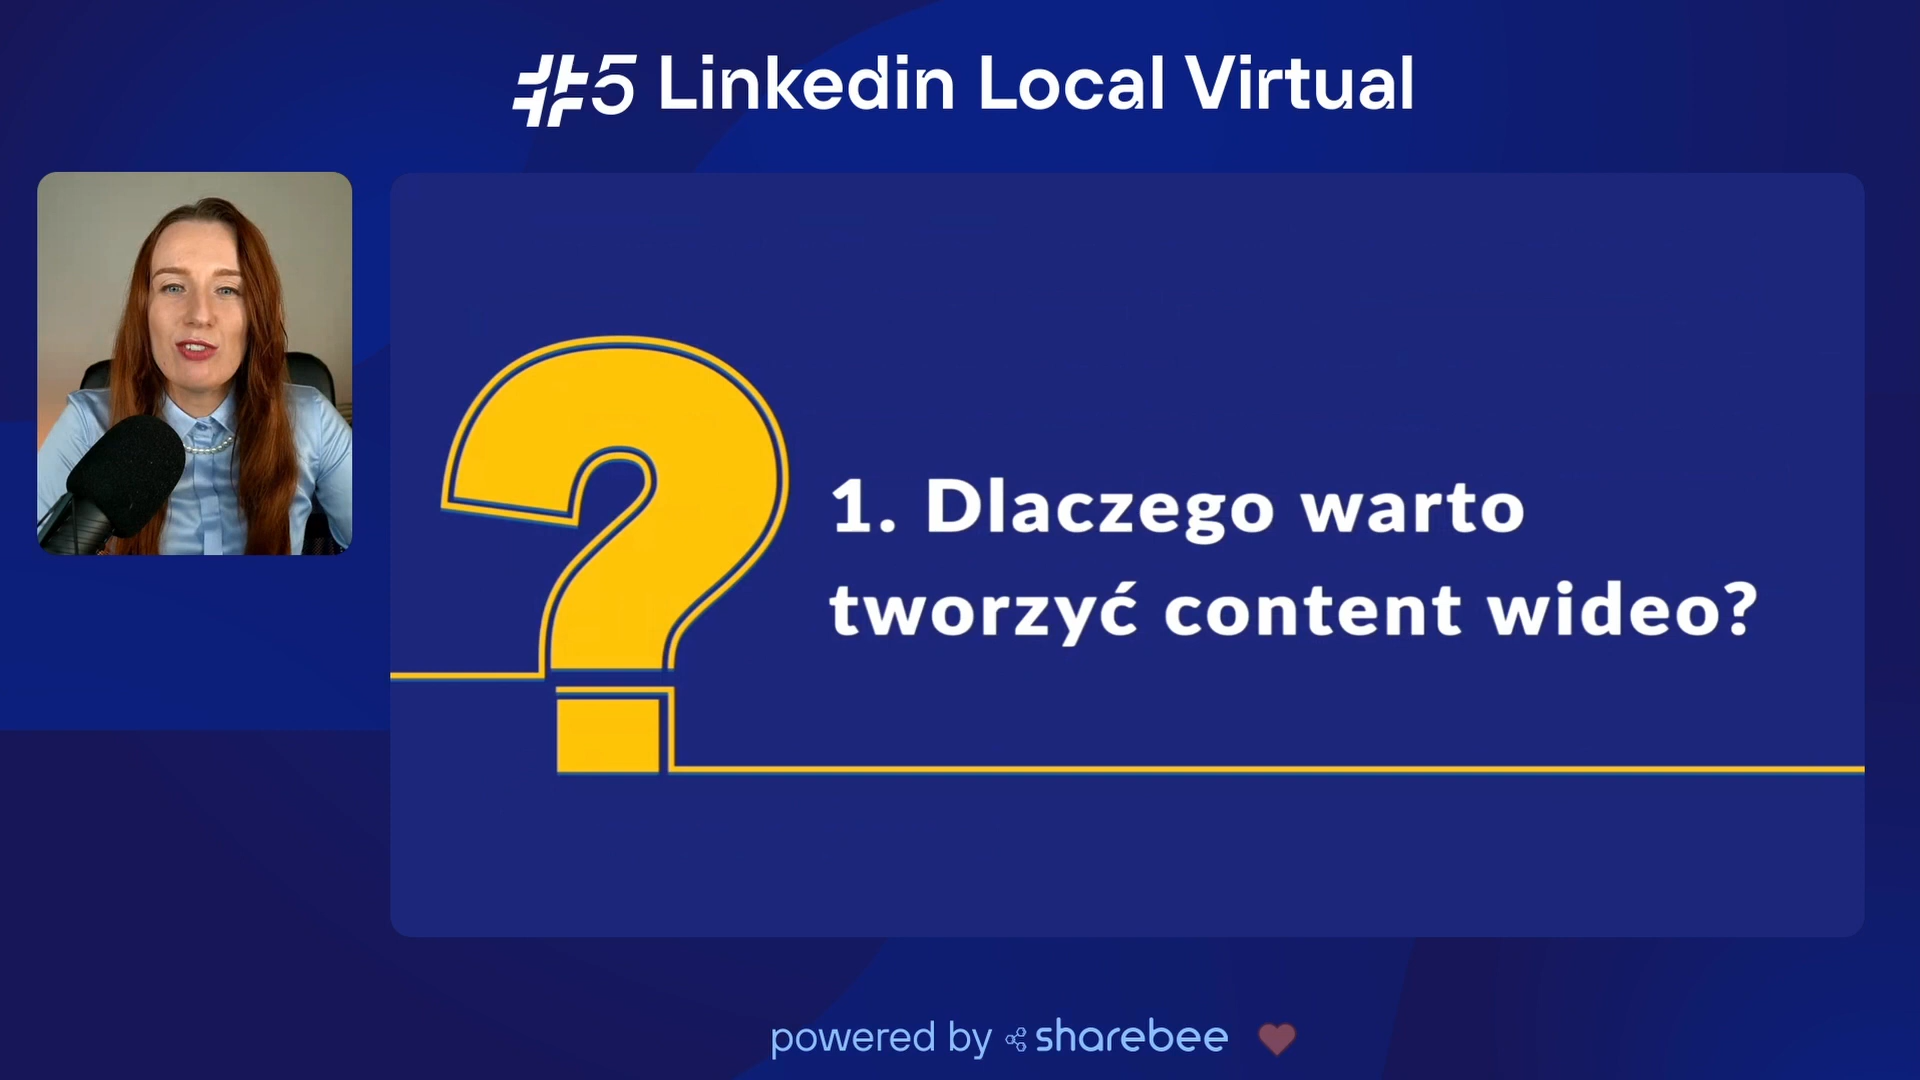 #5 Linkedin Local Virtual
1. Dlaczego warto
tworzyć content wideo?
powered by sharebee